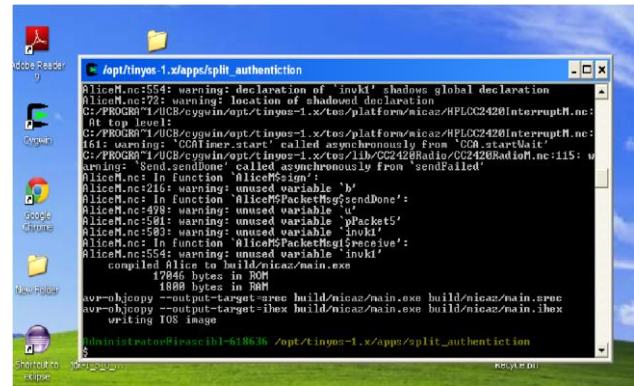 Adobe Reader
9
Cygwin
Google
Chrome
New Folder
Shortcut to
eclipse
/opt/tinyos-1.x/apps/split_authentiction
AliceM.nc:554: warning: declaration of `invk1' shadows global declaration
AliceM.nc:72: warning: location of shadowed declaration
C:/PROGRA~1/UCB/cygwin/opt/tinyos-1.x/tos/platform/micaz/HPLCC2420InterruptM.nc:
At top level:
C:/PROGRA~1/UCB/cygwin/opt/tinyos-1.x/tos/platform/micaz/HPLCC2420InterruptM.nc:
161: warning: `CCATimer.start' called asynchronously from `CCA.startWait'
C:/PROGRA~1/UCB/cygwin/opt/tinyos-1.x/tos/lib/CC2420Radio/CC2420RadioM.nc:115: w
arning: `Send.sendDone' called asynchronously from `sendFailed'
AliceM.nc: In function `AliceM$sign':
AliceM.nc:216: warning: unused variable `b'
AliceM.nc: In function `AliceM$PacketMsg$sendDone':
AliceM.nc:498: warning: unused variable `u'
AliceM.nc:501: warning: unused variable `pPacket5'
AliceM.nc:503: warning: unused variable `invk1'
AliceM.nc: In function `AliceM$PacketMsg1$receive':
AliceM.nc:554: warning: unused variable `invk1'
compiled Alice to build/micaz/main.exe
17046 bytes in ROM
1800 bytes in RAM
avr-objcopy --output-target=srec build/micaz/main.exe build/micaz/main.srec
avr-objcopy --output-target=ihex build/micaz/main.exe build/micaz/main.ihex
writing TOS image
Administrator@irascibl-618636 /opt/tinyos-1.x/apps/split_authentiction
$
Recycle Bin